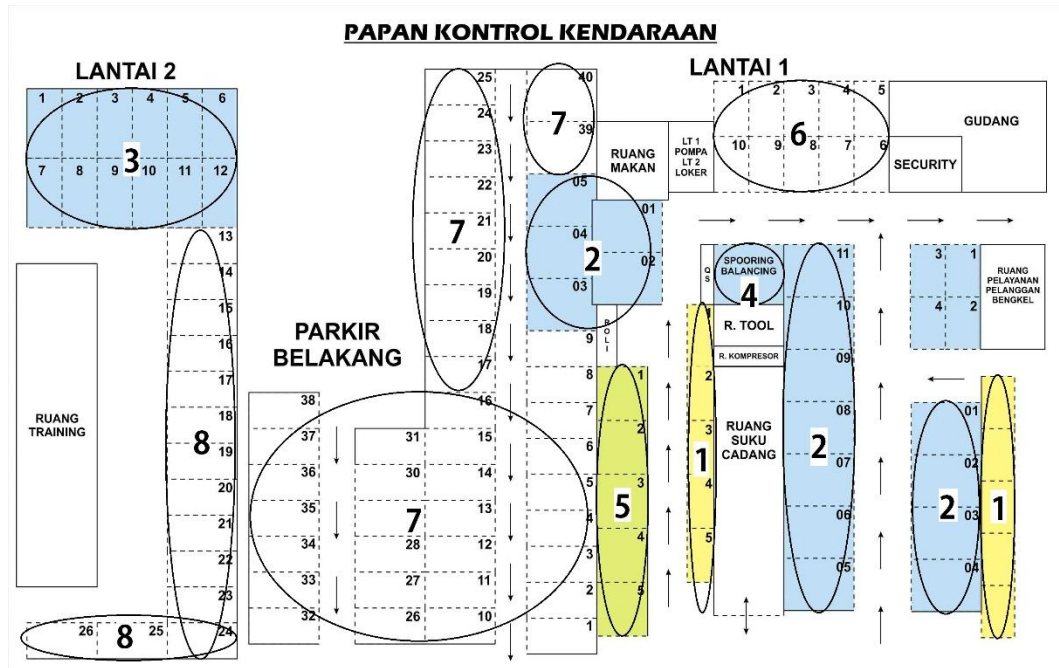 PAPAN KONTROL KENDARAAN
LANTAI 2
LANTAI 1
1 2 3 4 5 6
3
7 8 9 10 11 12
13
14
15
16
17
18
19
20
21
22
23
8
26 25 24
8
RUANG
TRAINING
PARKIR
BELAKANG
38
37
36
35
34
33
32
25
24
23
22
21
20
19
18
17
7
16
31 15
30 14
13
28 12
27 11
26 10
7
40
39
7
05
04
03
01
02
2
9
8
7
6
5
4
3
2
1
RUANG
MAKAN
LT 1
POMPA
LT 2
LOKER
ROLI
1
2
3
4
5
5
1 2 3 4 5
6
10 9 8 7 6
GUDANG
SECURITY
QS
SPOORING
BALANCING
4
R. TOOL
R. KOMPRESOR
RUANG
SUKU
CADANG
1
2
3
4
5
1
11
10
09
08
07
06
05
2
3 1
4 2
RUANG
PELAYANAN
PELANGGAN
BENGKEL
01
02
03
04
2
1